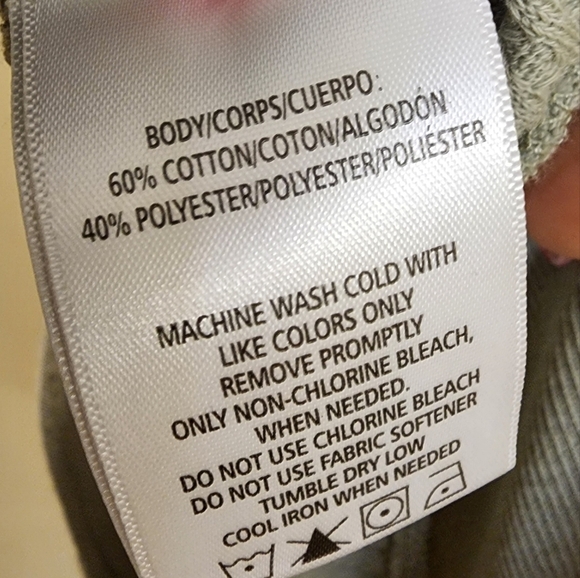 BODY/CORPS/CUERPO:
60% COTTON/COTON/ALGODÓN
40% POLYESTER/POLYESTER/POLIÉSTER
MACHINE WASH COLD WITH
LIKE COLORS ONLY
REMOVE PROMPTLY
ONLY NON-CHLORINE BLEACH,
WHEN NEEDED.
DO NOT USE CHLORINE BLEACH
DO NOT USE FABRIC SOFTENER
TUMBLE DRY LOW
COOL IRON WHEN NEEDED